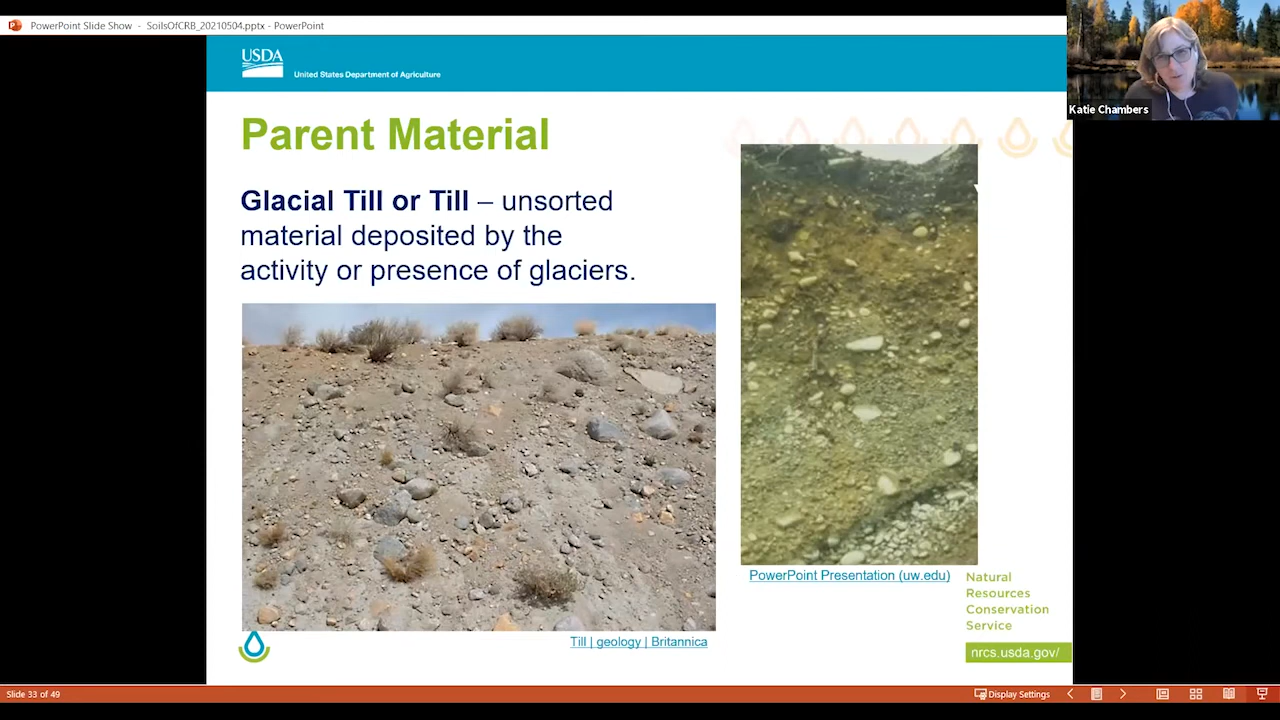 PowerPoint Slide Show - SoilsOfCRB_20210504.pptx - PowerPoint
USDA
United States Department of Agriculture
Katie Chambers
Parent Material
Glacial Till or Till – unsorted
material deposited by the
activity or presence of glaciers.
PowerPoint Presentation (uw.edu)
Till | geology | Britannica
Natural
Resources
Conservation
Service
nrcs.usda.gov/
Slide 33 of 49
Display Settings